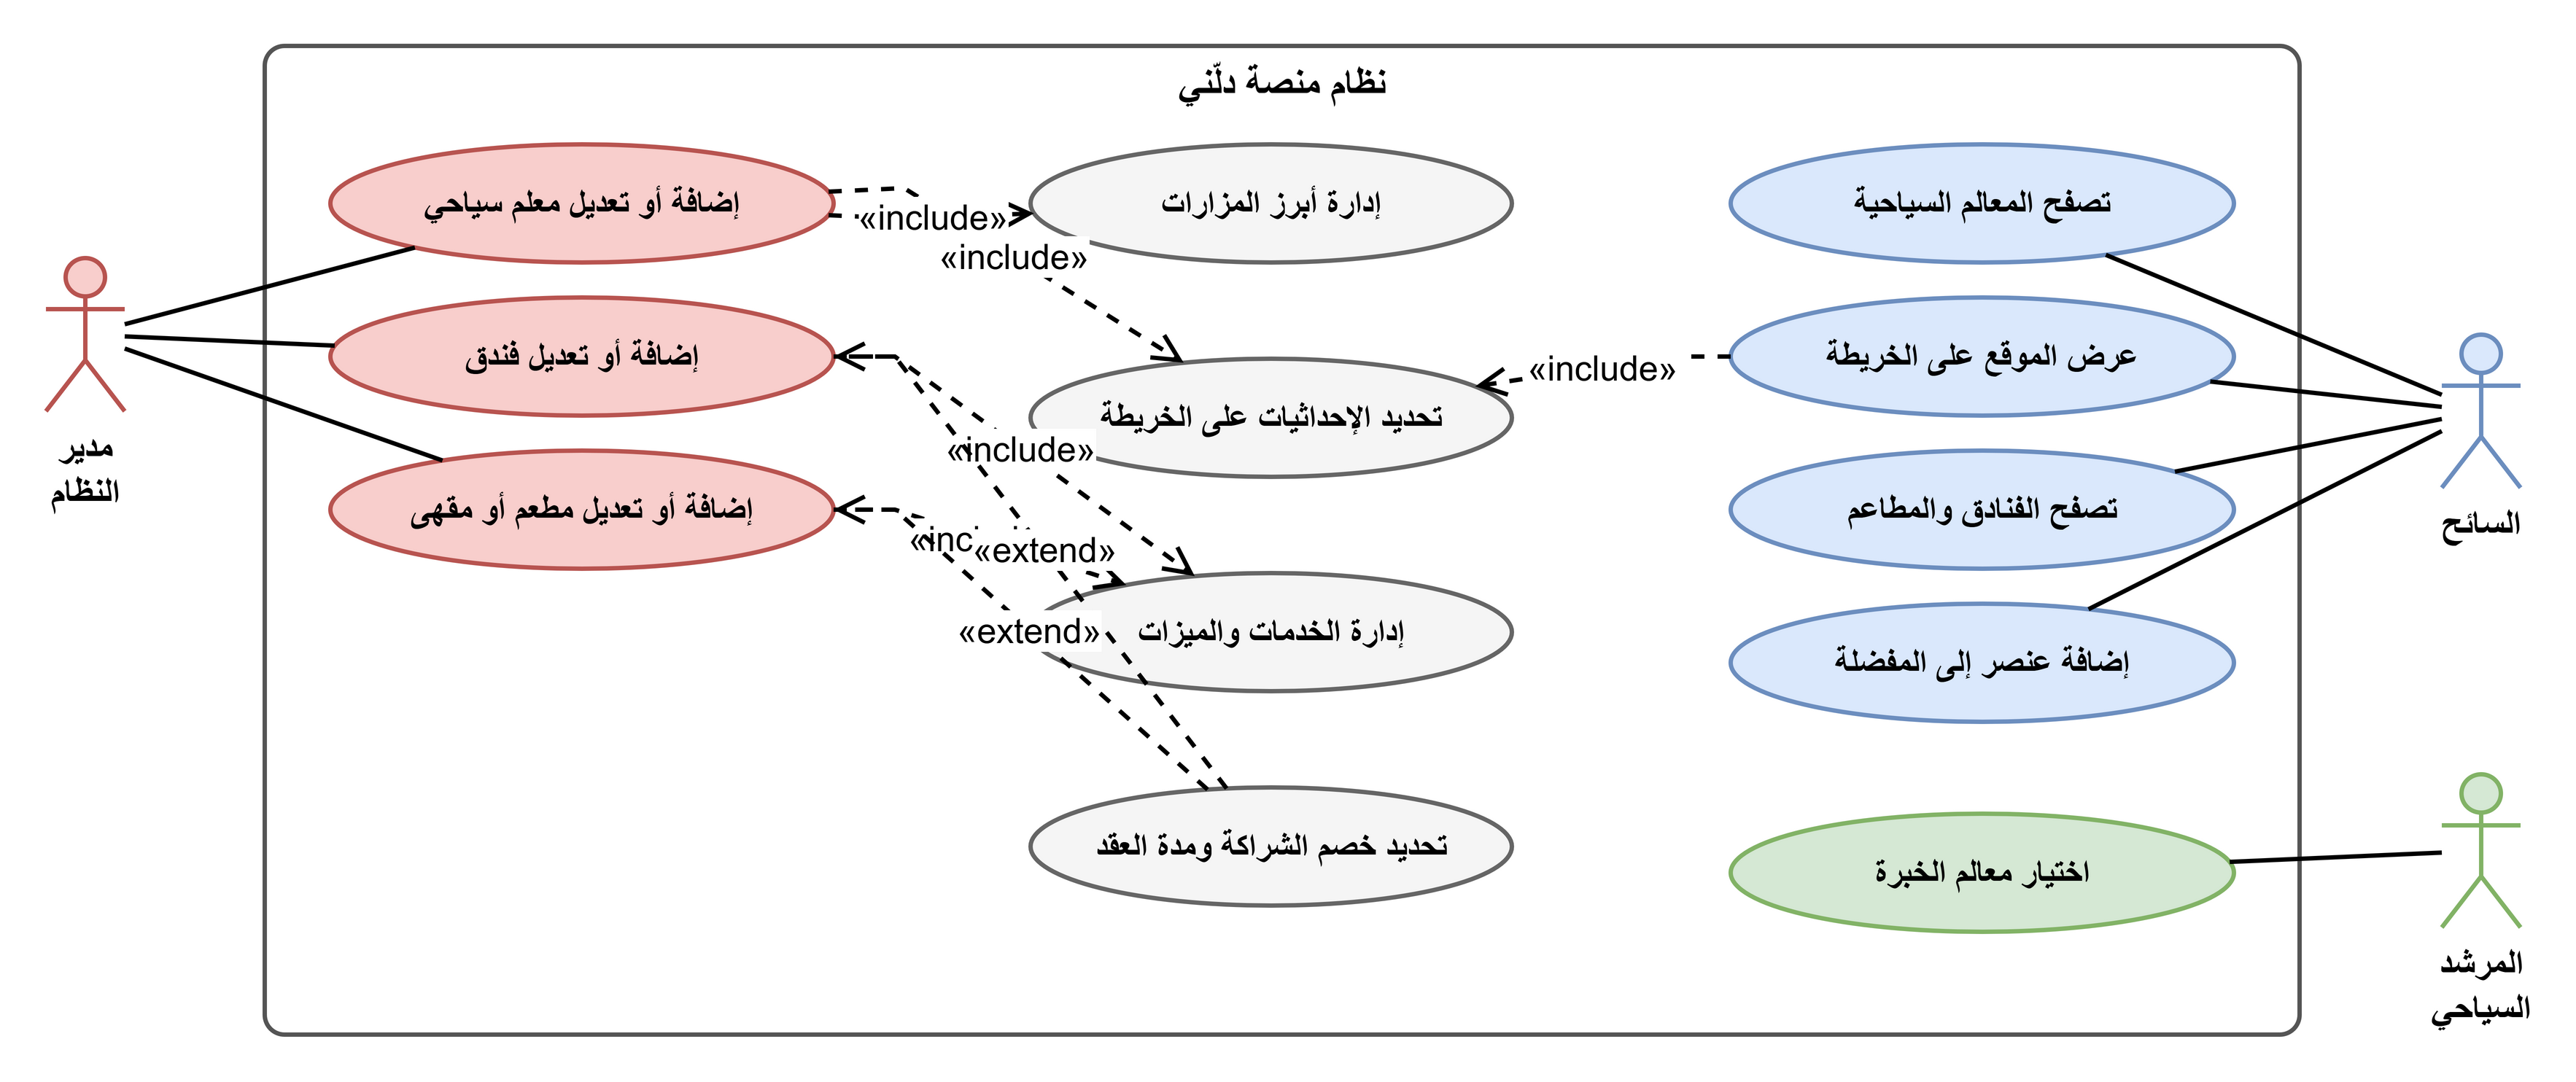 نظام منصة دلّني
تصفح المعالم السياحية
إدارة أبرز المزارات
إضافة أو تعديل معلم سياحي
«include»
«include»
عرض الموقع على الخريطة
«include»
إضافة أو تعديل فندق
تحديد الإحداثيات على الخريطة
«include»
تصفح الفنادق والمطاعم
إضافة أو تعديل مطعم أو مقهى
«inc
«extend»
إدارة الخدمات والميزات
«extend»
إضافة عنصر إلى المفضلة
تحديد خصم الشراكة ومدة العقد
اختيار معالم الخبرة
مدير
النظام
السائح
المرشد
السياحي